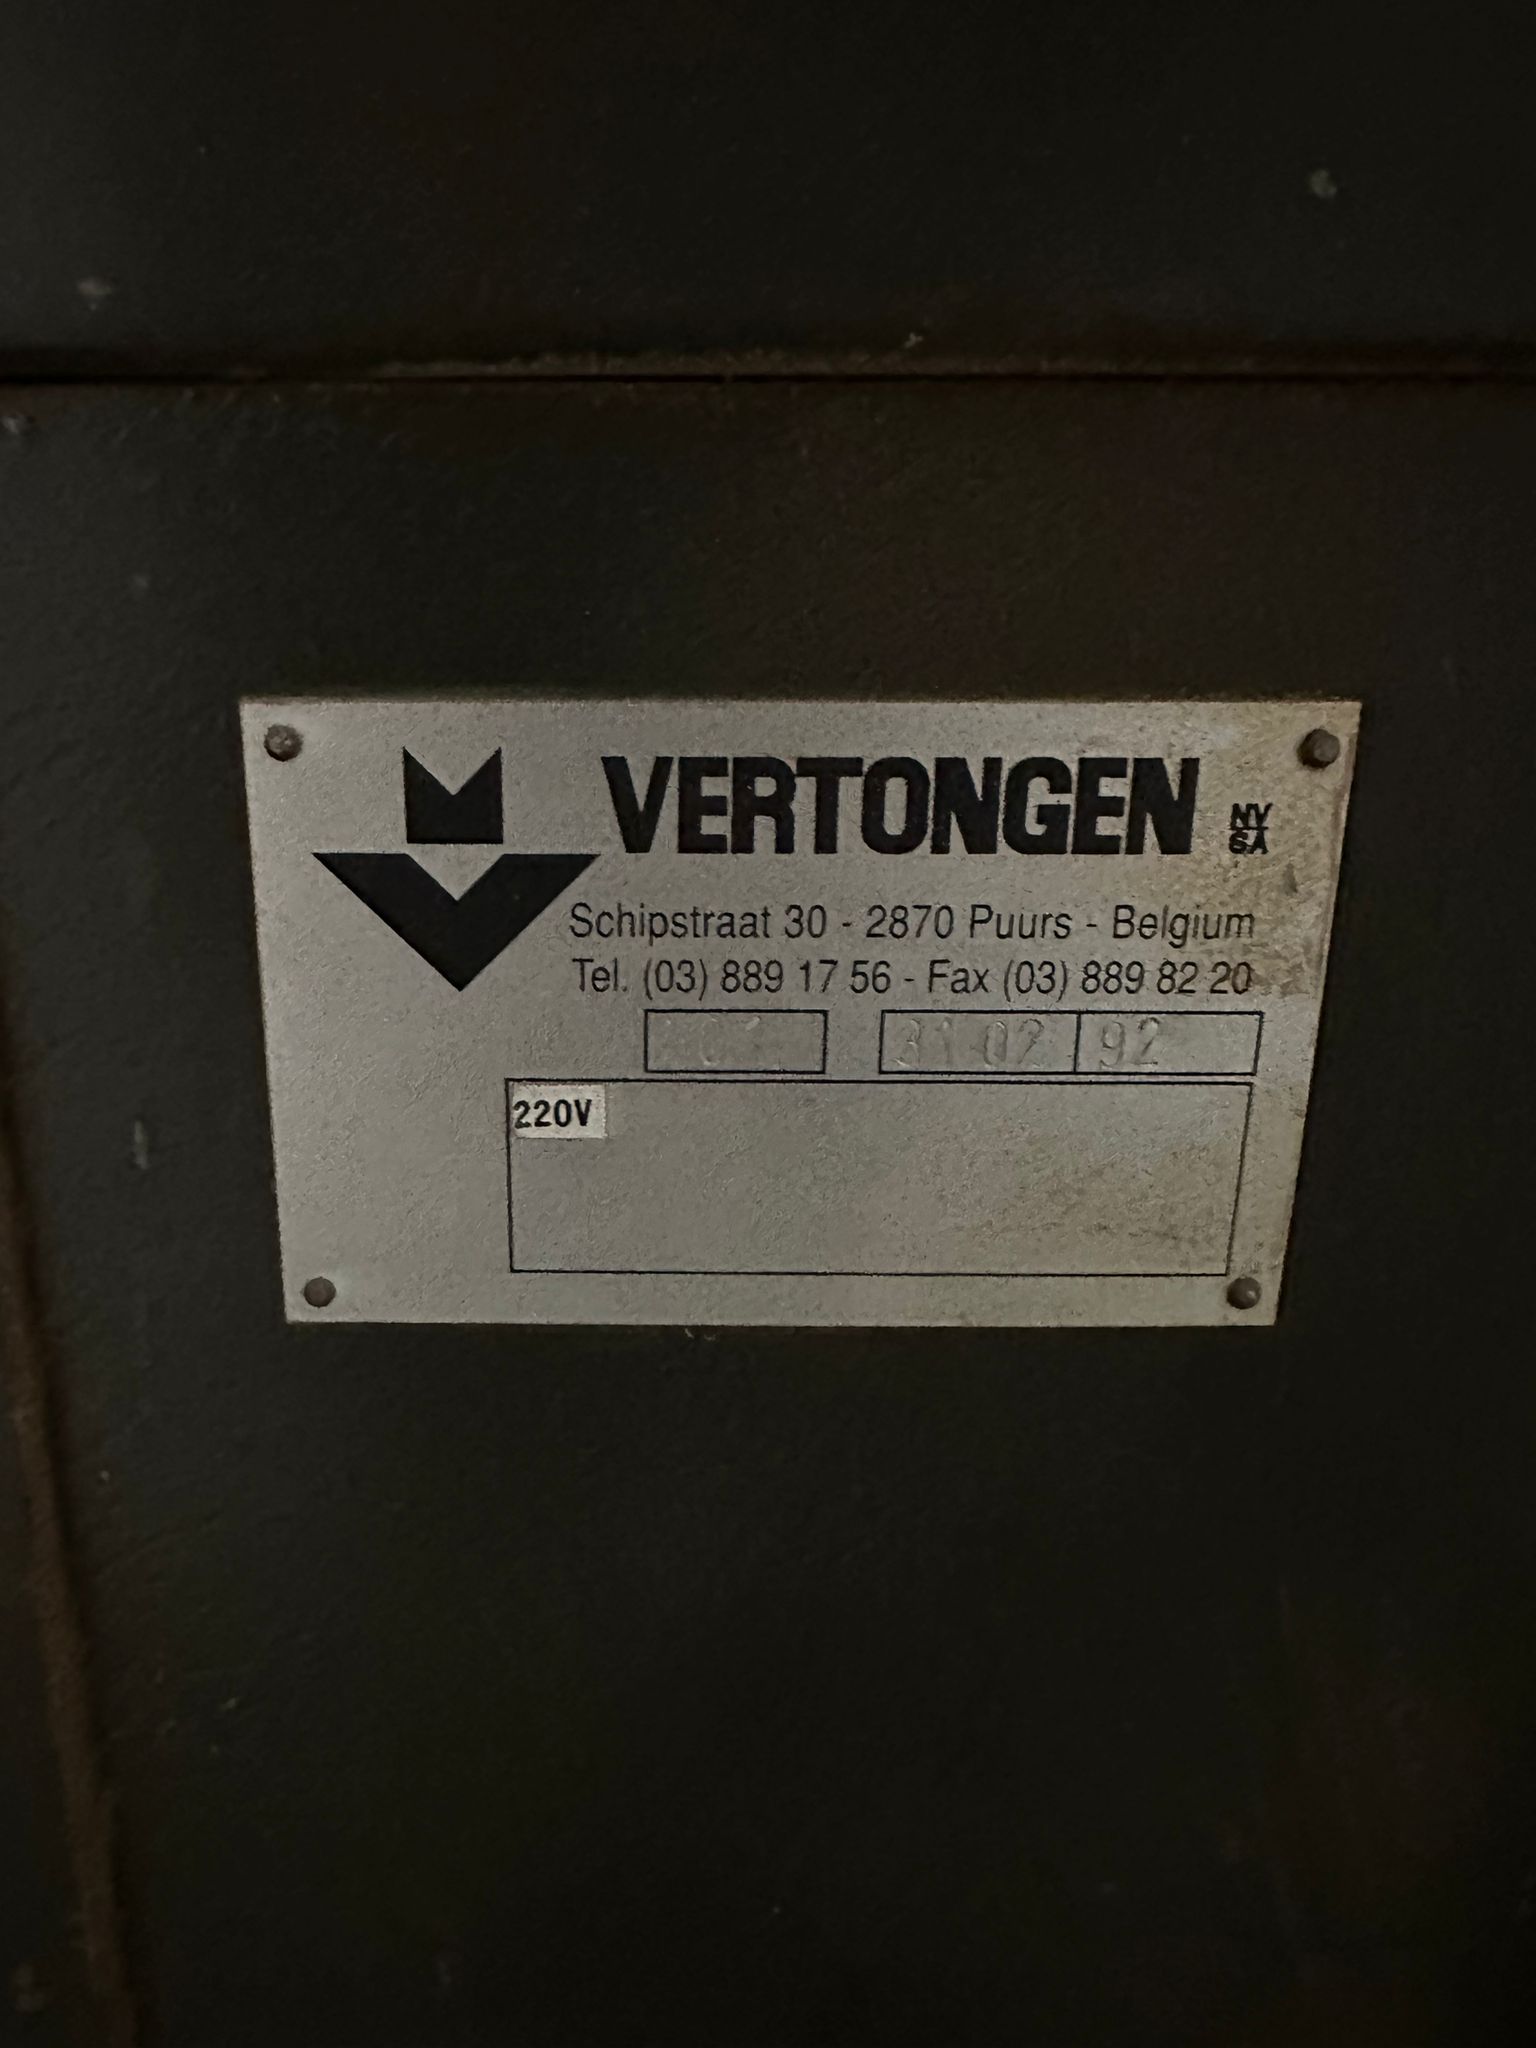 VERTONGEN NV SA
Schipstraat 30 - 2870 Puurs - Belgium
Tel. (03) 889 17 56 - Fax (03) 889 82 20
3102 92
220V